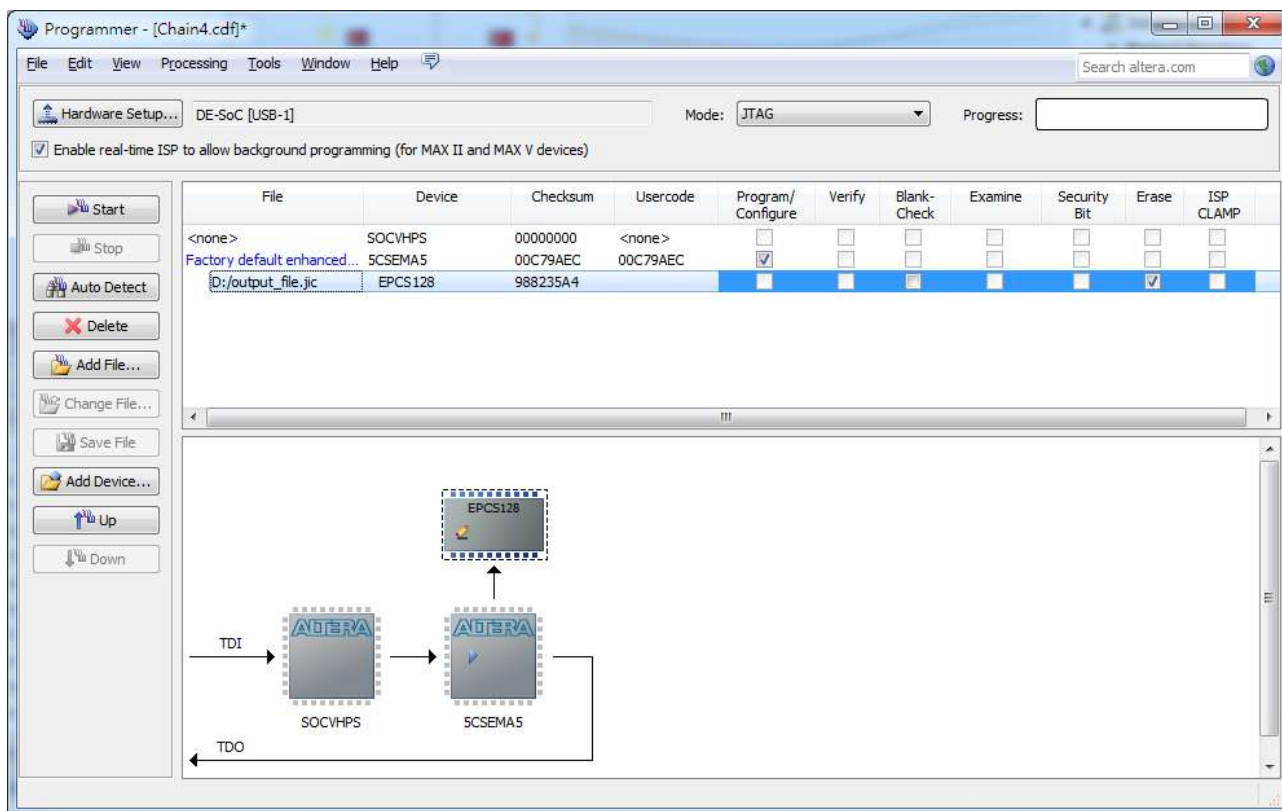 Programmer - [Chain4.cdf]*
File Edit View Processing Tools Window Help Search altera.com
Hardware Setup... DE-SoC [USB-1] Mode: JTAG Progress:
Enable real-time ISP to allow background programming (for MAX II and MAX V devices)
Start
Stop
Auto Detect
Delete
Add File...
Change File...
Save File
Add Device...
Up
Down
File Device Checksum Usercode Program/ Verify Blank- Examine Security Erase ISP
Configure Check Bit CLAMP
<none> SOCVHPS 00000000 <none>
Factory default enhanced... 5CSEMA5 00C79AEC 00C79AEC
D:/output_file.jic EPCS128 988235A4
EPCS128
TDI ALTERA ALTERA
SOCVHPS 5CSEMA5
TDO